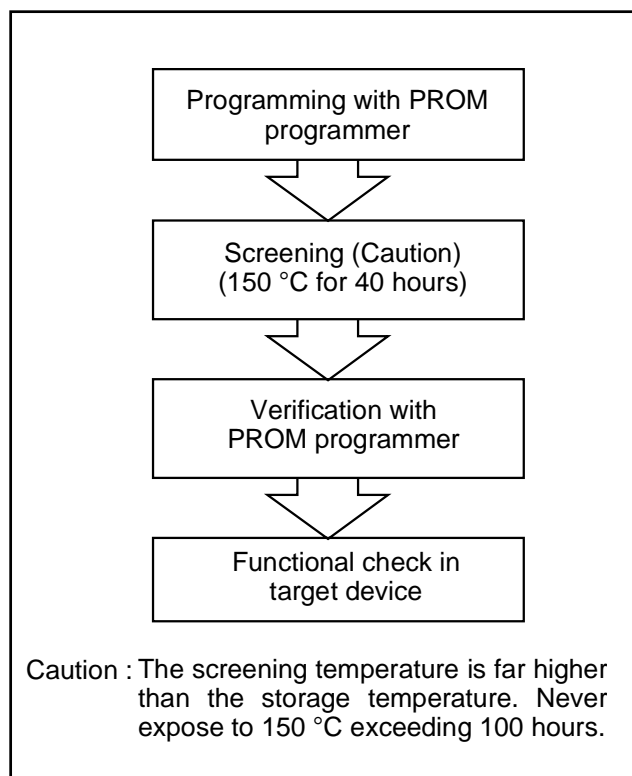 Programming with PROM
programmer
Screening (Caution)
(150 °C for 40 hours)
Verification with
PROM programmer
Functional check in
target device
Caution : The screening temperature is far higher
than the storage temperature. Never
expose to 150 °C exceeding 100 hours.